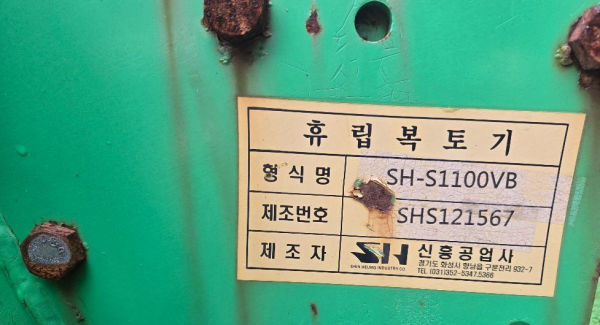 휴립복토기
형식명 SH-S1100VB
제조번호 SHS121567
제조자 SH 신흥공업사
SHIN HEUNG INDUSTRY CO.
경기도 화성시 향남읍 구문천리 932-7
TEL. (031)352-5347,5366